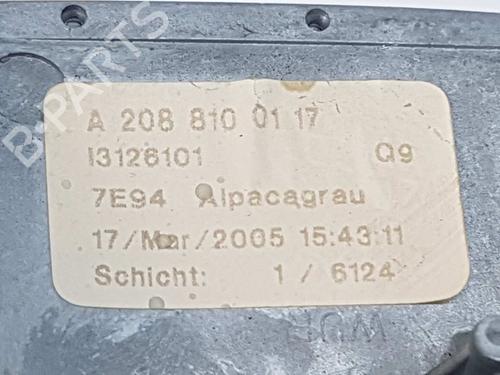 A 208 810 01 17
I3126101 Q9
7E94 Alpacagrau
17/Mar/2005 15:43:11
Schicht: 1 / 6124
B-PARTS